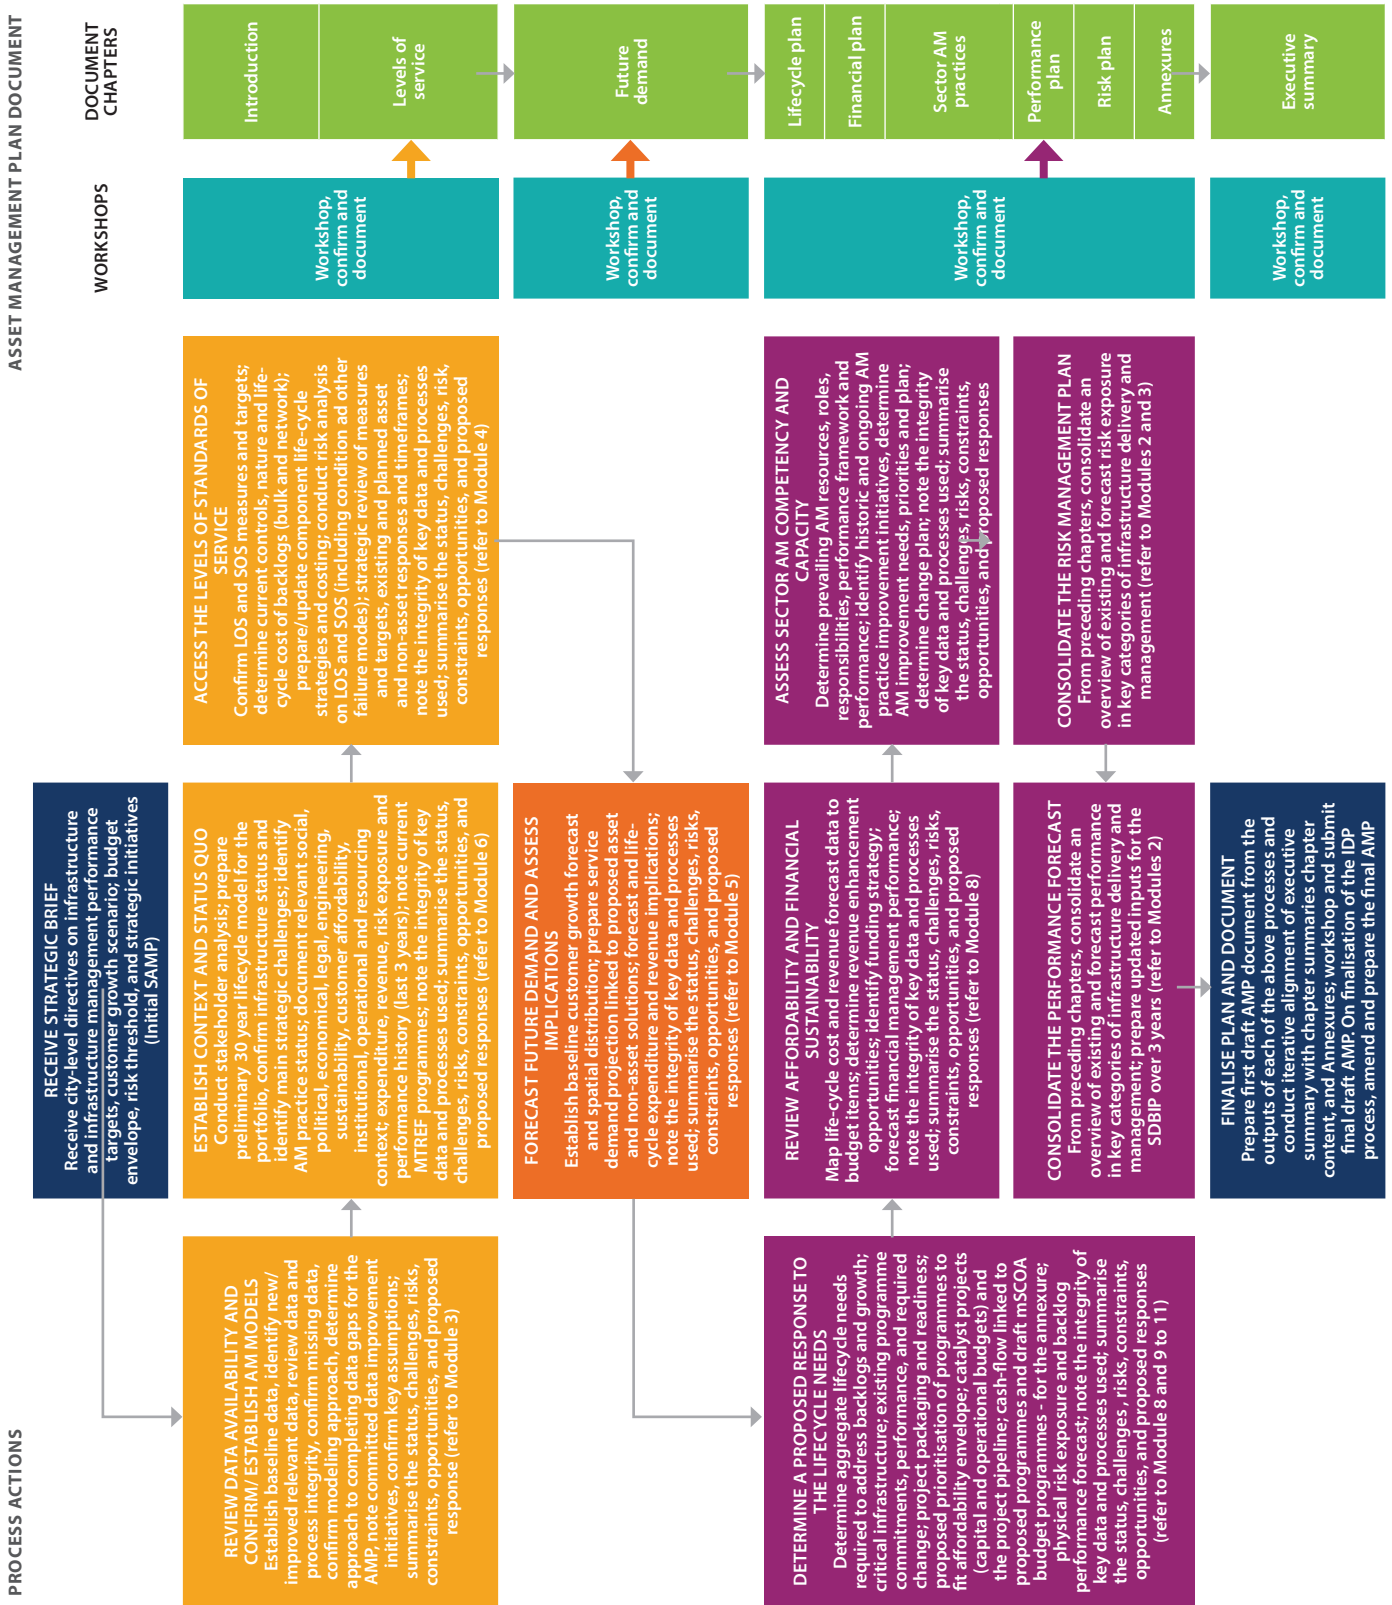 PROCESS ACTIONS
ASSET MANAGEMENT PLAN DOCUMENT
WORKSHOPS
DOCUMENT
CHAPTERS
RECEIVE STRATEGIC BRIEF
Receive city-level directives on infrastructure
and infrastructure management performance
targets, customer growth scenario; budget
envelope, risk threshold, and strategic initiatives
(Initial SAMP)
REVIEW DATA AVAILABILITY AND
CONFIRM/ ESTABLISH AM MODELS
Establish baseline data, identify new/
improved relevant data, review data and
process integrity, confirm missing data,
confirm modeling approach, determine
approach to completing data gaps for the
AMP, note committed data improvement
initiatives, confirm key assumptions;
summarise the status, challenges, risks,
constraints, opportunities, and proposed
response (refer to Module 3)
ESTABLISH CONTEXT AND STATUS QUO
Conduct stakeholder analysis; prepare
preliminary 30 year lifecycle model for the
portfolio, confirm infrastructure status and
identify main strategic challenges; identify
AM practice status; document relevant social,
political, economical, legal, engineering,
sustainability, customer affordability,
institutional, operational and resourcing
context; expenditure, revenue, risk exposure and
performance history (last 3 years); note current
MTREF programmes; note the integrity of key
data and processes used; summarise the status,
challenges, risks, constraints, opportunities, and
proposed responses (refer to Module 6)
ACCESS THE LEVELS OF STANDARDS OF
SERVICE
Confirm LOS and SOS measures and targets;
determine current controls, nature and life-
cycle cost of backlogs (bulk and network);
prepare/update component life-cycle
strategies and costing; conduct risk analysis
on LOS and SOS (including condition and other
failure modes); strategic review of measures
and targets, existing and planned asset
and non-asset responses and timeframes;
note the integrity of key data and processes
used; summarise the status, challenges, risk,
constraints, opportunities, and proposed
responses (refer to Module 4)
Workshop,
confirm and
document
Introduction
Levels of
service
FORECAST FUTURE DEMAND AND ASSESS
IMPLICATIONS
Establish baseline customer growth forecast
and spatial distribution; prepare service
demand projection linked to proposed asset
and non-asset solutions; forecast and life-
cycle expenditure and revenue implications;
note the integrity of key data and processes
used; summarise the status, challenges, risks,
constraints, opportunities, and proposed
responses (refer to Module 5)
Workshop,
confirm and
document
Future
demand
DETERMINE A PROPOSED RESPONSE TO
THE LIFECYCLE NEEDS
Determine aggregate lifecycle needs
required to address backlogs and growth;
critical infrastructure; existing programme
commitments, performance, and required
change; project packaging and readiness;
proposed prioritisation of programmes to
fit affordability envelope; catalyst projects
(capital and operational budgets) and
the project pipeline; cash-flow linked to
proposed programmes and draft mSCOA
budget programmes - for the annexure;
physical risk exposure and backlog
performance forecast; note the integrity of
key data and processes used; summarise
the status, challenges, risks, constraints,
opportunities, and proposed responses
(refer to Module 8 and 9 to 11)
REVIEW AFFORDABILITY AND FINANCIAL
SUSTAINABILITY
Map life-cycle cost and revenue forecast data to
budget items; determine revenue enhancement
opportunities; identify funding strategy;
forecast financial management performance;
note the integrity of key data and processes
used; summarise the status, challenges, risks,
constraints, opportunities, and proposed
responses (refer to Module 8)
ASSESS SECTOR AM COMPETENCY AND
CAPACITY
Determine prevailing AM resources, roles,
responsibilities, performance framework and
performance; identify historic and ongoing AM
practice improvement initiatives, determine
AM improvement needs, priorities and plan;
determine change plan; note the integrity
of key data and processes used; summarise
the status, challenges, risks, constraints,
opportunities, and proposed responses
CONSOLIDATE THE RISK MANAGEMENT PLAN
From preceding chapters, consolidate an
overview of existing and forecast risk exposure
in key categories of infrastructure delivery and
management (refer to Modules 2 and 3)
CONSOLIDATE THE PERFORMANCE FORECAST
From preceding chapters, consolidate an
overview of existing and forecast performance
in key categories of infrastructure delivery and
management; prepare updated inputs for the
SDBIP over 3 years (refer to Modules 2)
Workshop,
confirm and
document
Lifecycle plan
Financial plan
Sector AM
practices
Performance
plan
Risk plan
Annexures
FINALISE PLAN AND DOCUMENT
Prepare first draft AMP document from the
outputs of each of the above processes and
conduct iterative alignment of executive
summary with chapter summaries chapter
content, and Annexures; workshop and submit
final draft AMP. On finalisation of the IDP
process, amend and prepare the final AMP
Workshop,
confirm and
document
Executive
summary